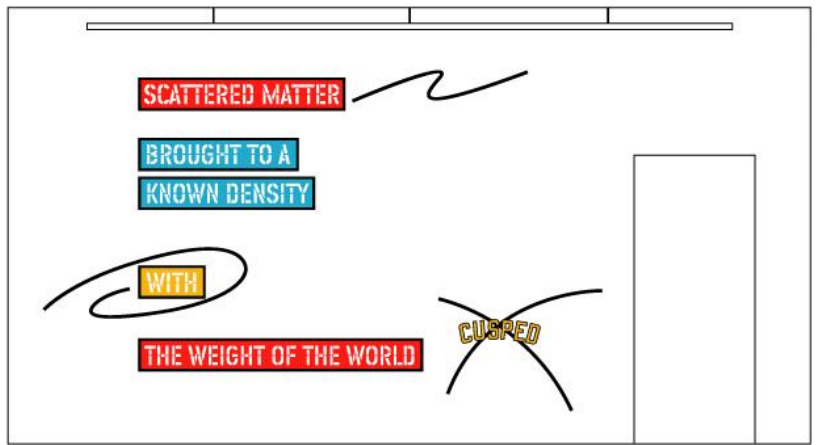 SCATTERED MATTER
BROUGHT TO A
KNOWN DENSITY
WITH
THE WEIGHT OF THE WORLD
CUSPED